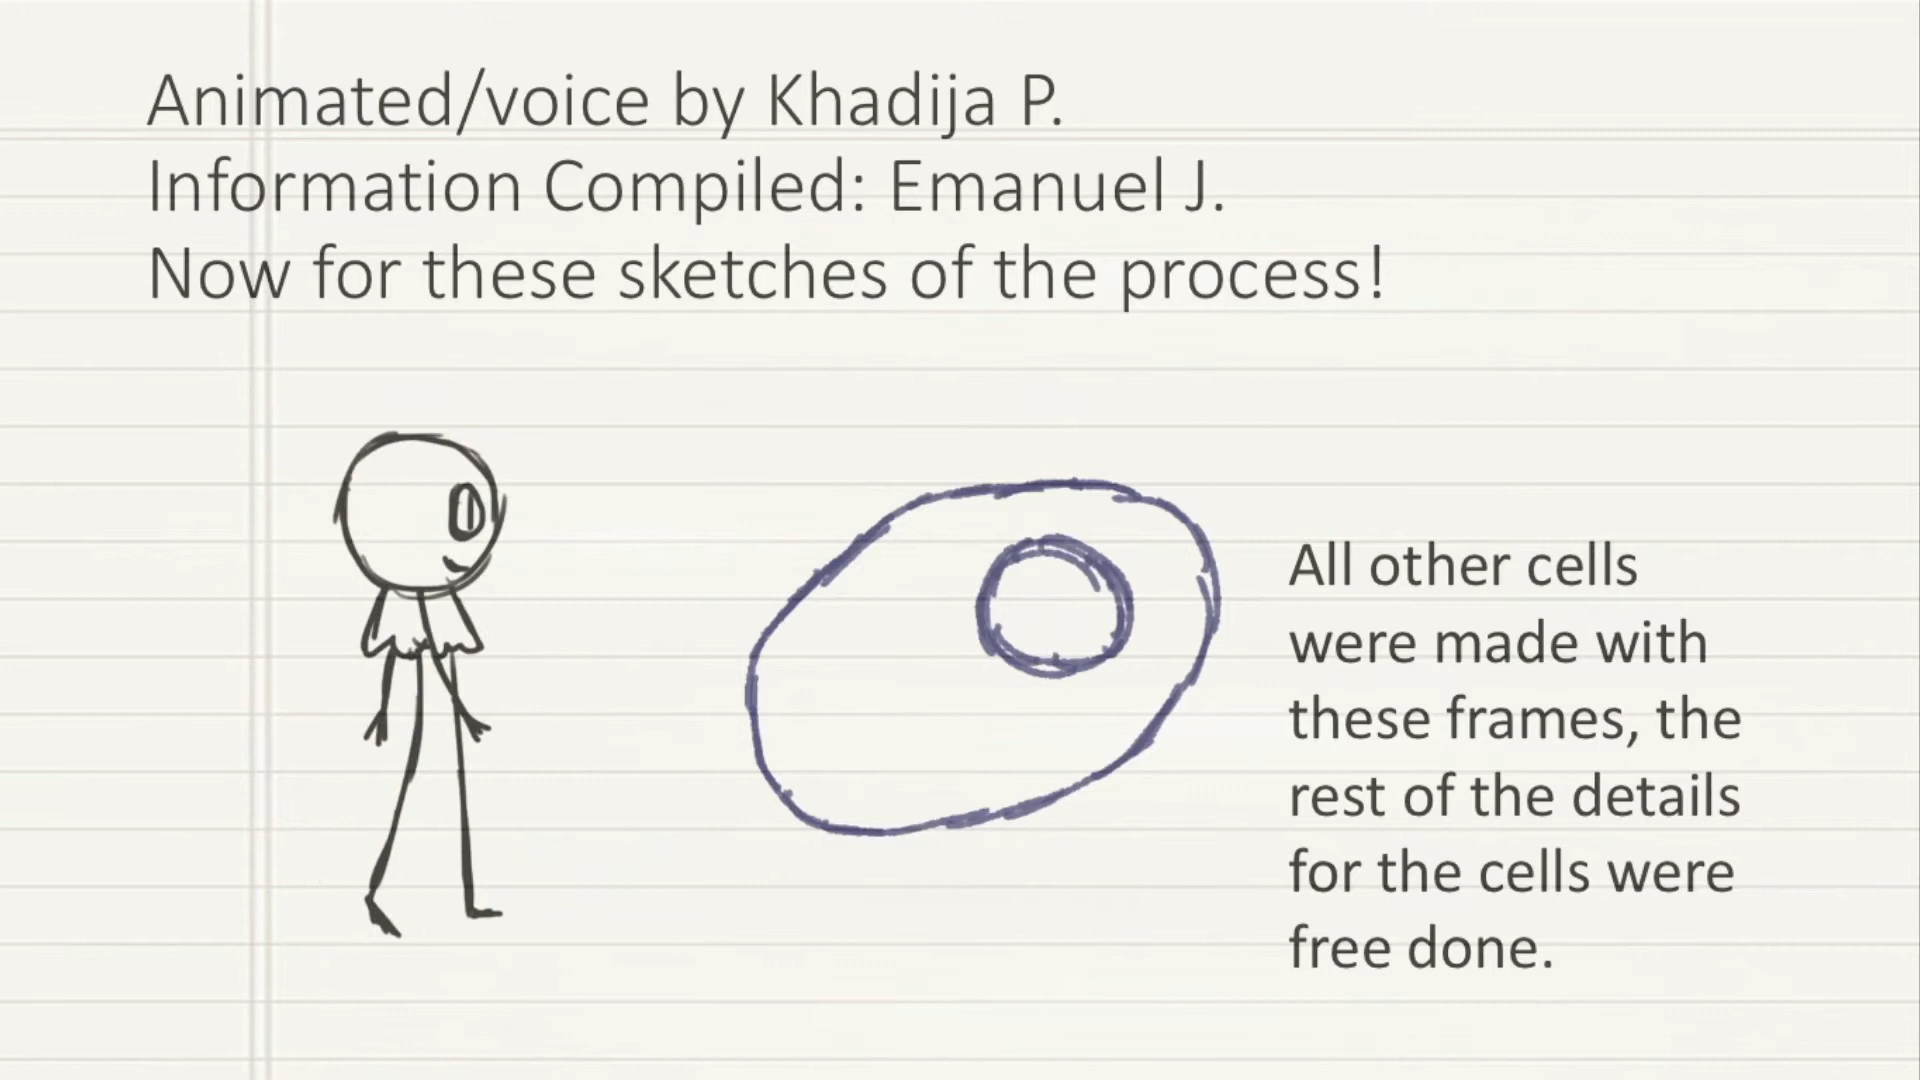 Animated/voice by Khadija P.
Information Compiled: Emanuel J.
Now for these sketches of the process!
All other cells
were made with
these frames, the
rest of the details
for the cells were
free done.